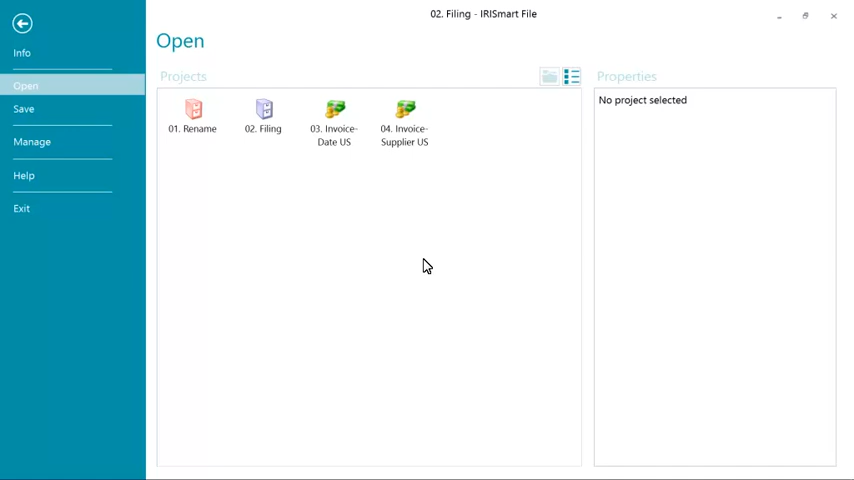 02. Filing - IRISmart File
Info
Open
Save
Manage
Help
Exit
Open
Projects
01. Rename
02. Filing
03. Invoice-
Date US
04. Invoice-
Supplier US
Properties
No project selected